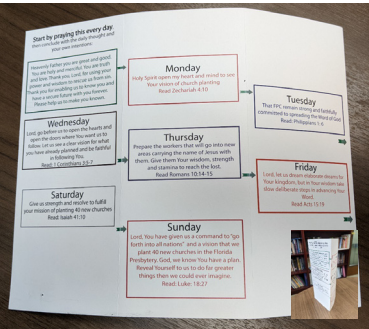 Start by praying this every day,
then conclude with the daily thought and
your own intentions
Heavenly Father you are great and good.
You are holy and merciful. You are truth
and love. Thank you, Lord, for using your
power and wisdom to rescue us from sin.
Thank you for enabling us to know you and
have a secure future with you forever.
Please help us to make you known.
Monday
Holy Spirit open my heart and mind to see
Your vision of church planting.
Read Zechariah 4:10
Tuesday
That FPC remain strong and faithfully
committed to spreading the Word of God
Read: Philippians 1:6
Wednesday
Lord, go before us to open the hearts and
open the doors where You want us to
follow. Let us see a clear vision for what
you have already planned and be faithful
in following You.
Read: 1 Corinthians 3:5-7
Thursday
Prepare the workers that will go into new
areas carrying the name of Jesus with
them. Give them Your wisdom, strength
and stamina to reach the lost.
Read Romans 10:14-15
Friday
Lord, let us dream elaborate dreams for
Your kingdom, but in Your wisdom take
slow deliberate steps in advancing Your
Word.
Read Acts 15:19
Saturday
Give us strength and resolve to fulfill
your mission of planting 40 new churches
Read: Isaiah 41:10
Sunday
Lord, You have given us a command to "go
forth into all nations" and a vision that we
plant 40 new churches in the Florida
Presbytery. God, we know You have a plan.
Reveal Yourself to us to do far greater
things then we could ever imagine.
Read: Luke: 18:27